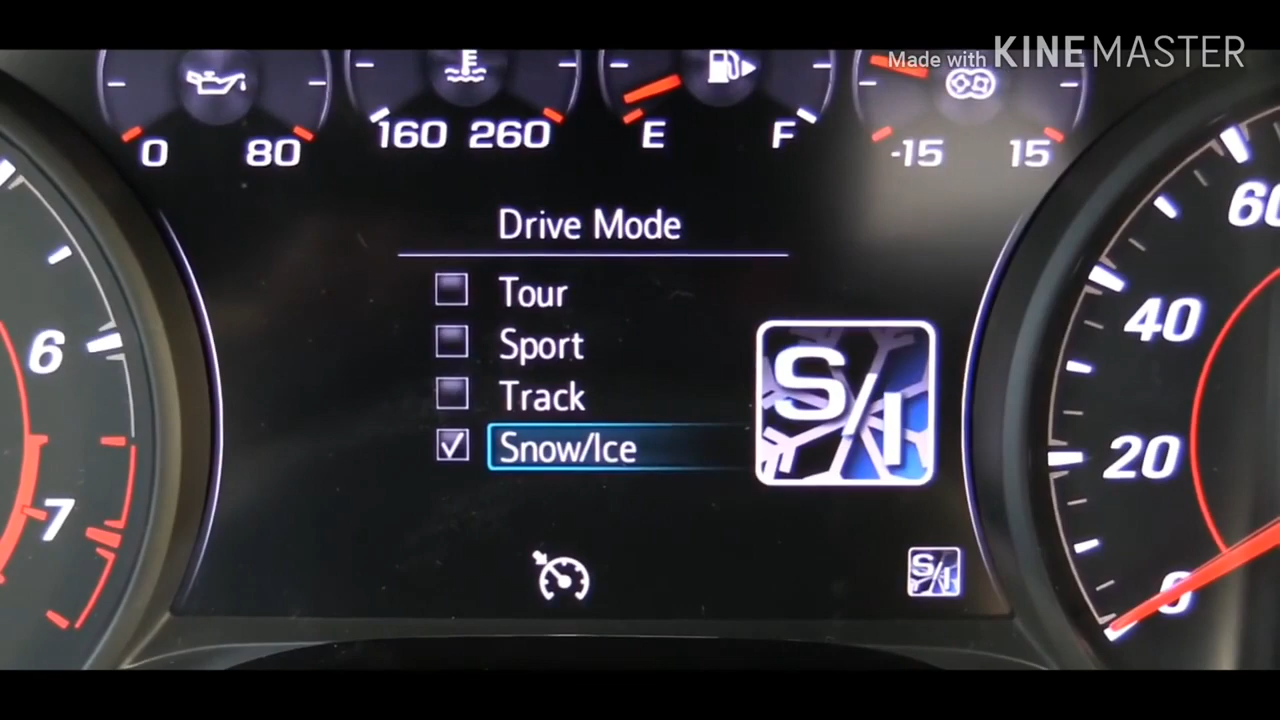 Made with KINEMASTER
0 80
160 260
E F
-15 15
Drive Mode
Tour
Sport
Track
Snow/Ice
S/I
S/I
6
7
60
40
20
0